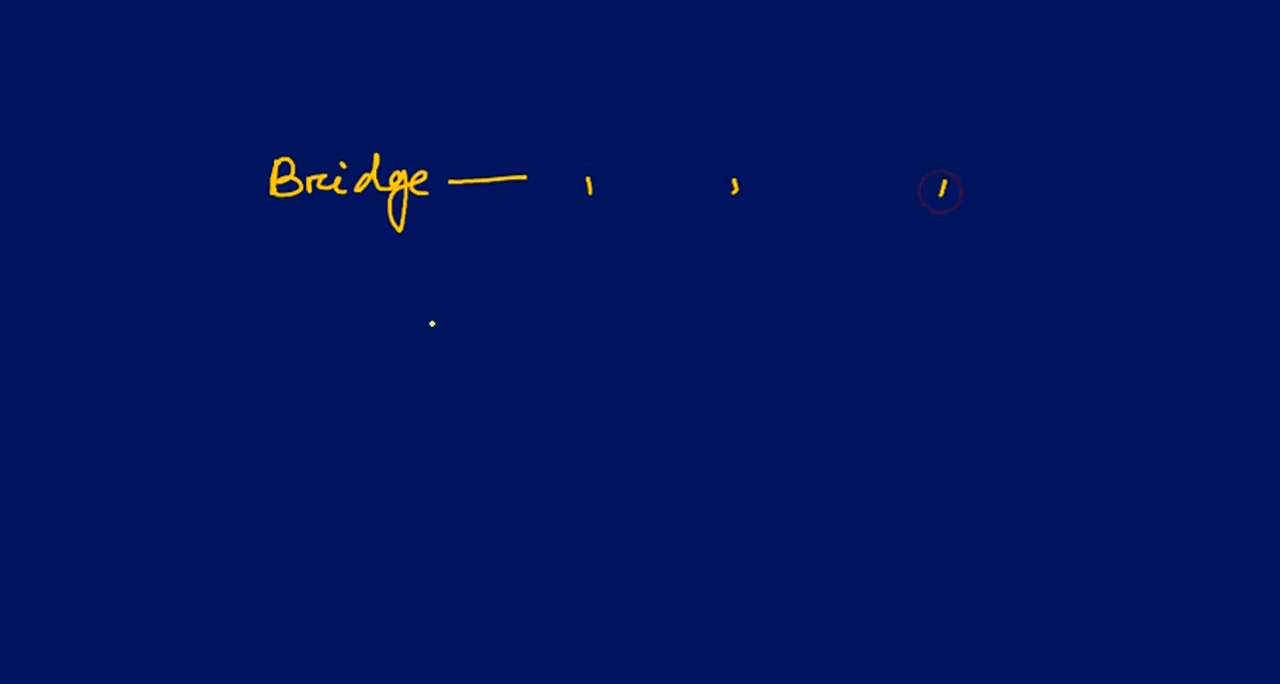 Bridge — , , ,